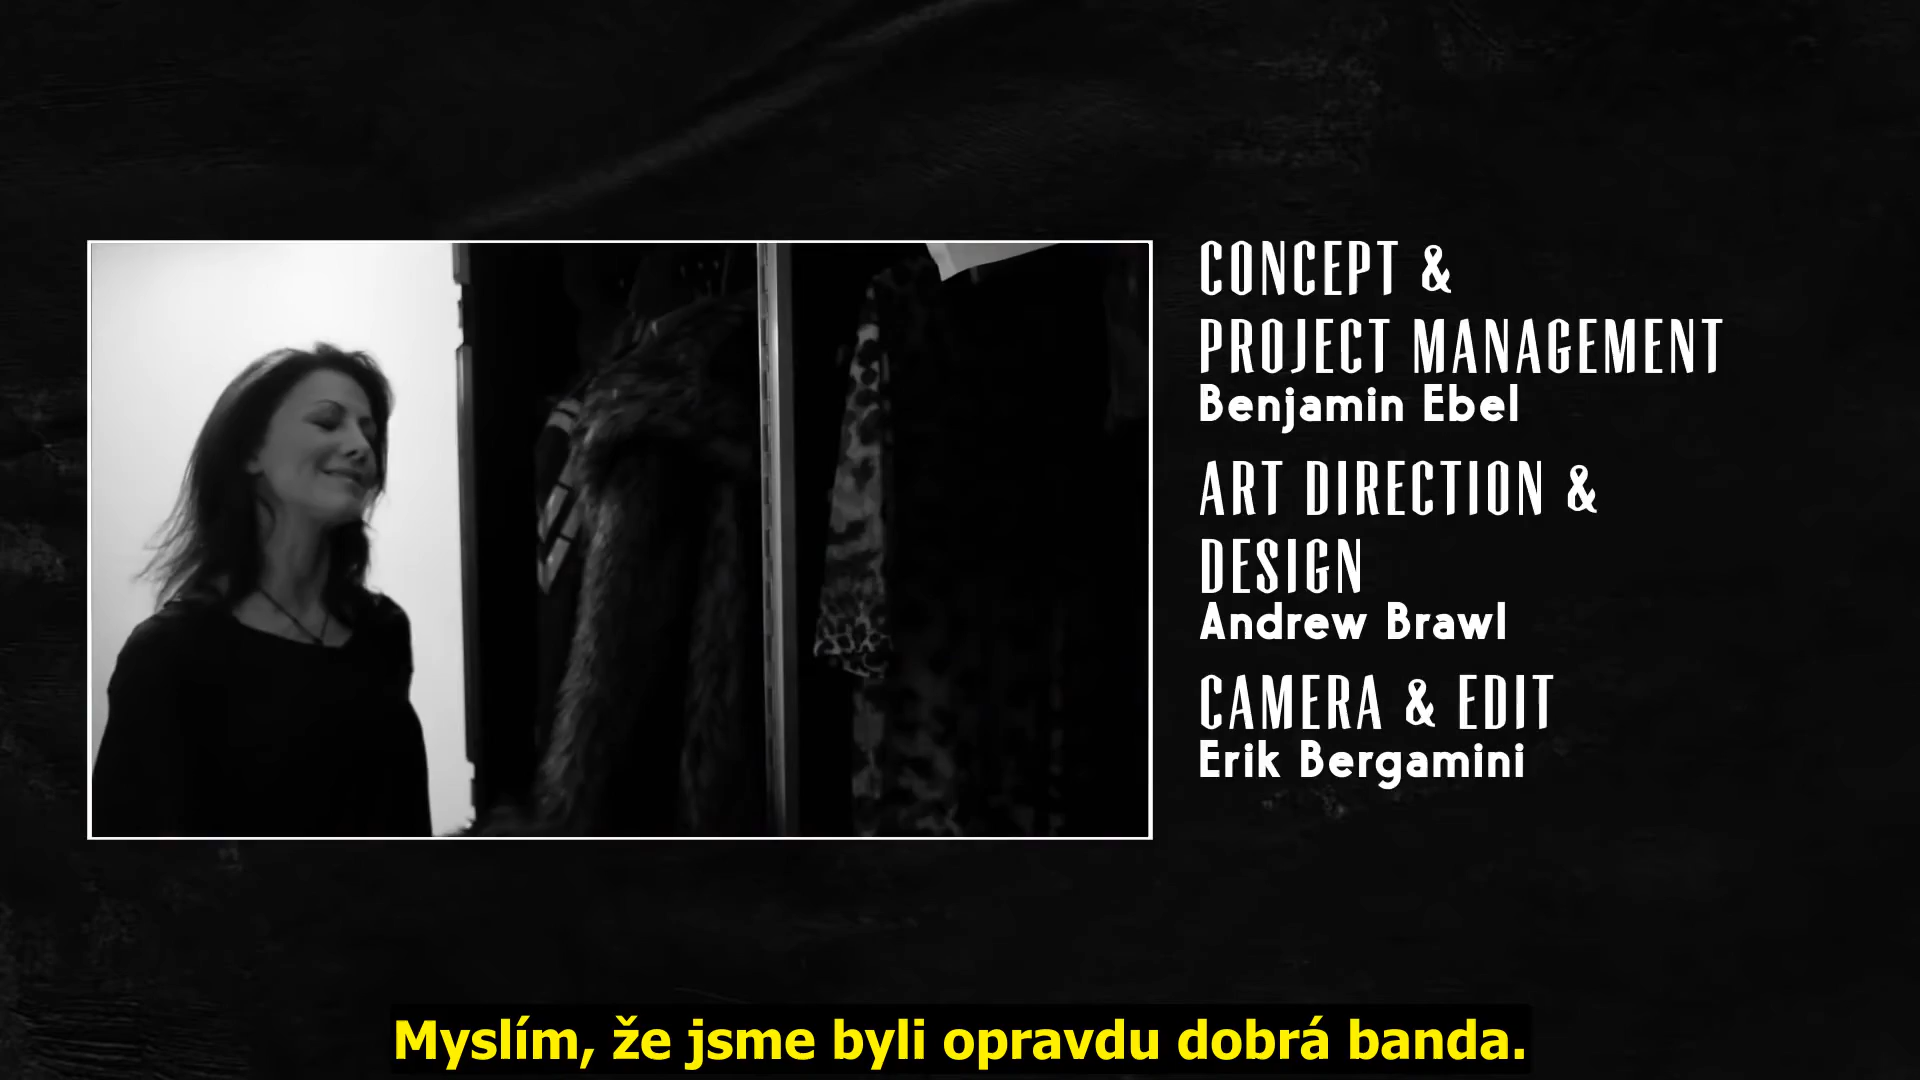 CONCEPT &
PROJECT MANAGEMENT
Benjamin Ebel
ART DIRECTION &
DESIGN
Andrew Brawl
CAMERA & EDIT
Erik Bergamini
Myslím, že jsme byli opravdu dobrá banda.